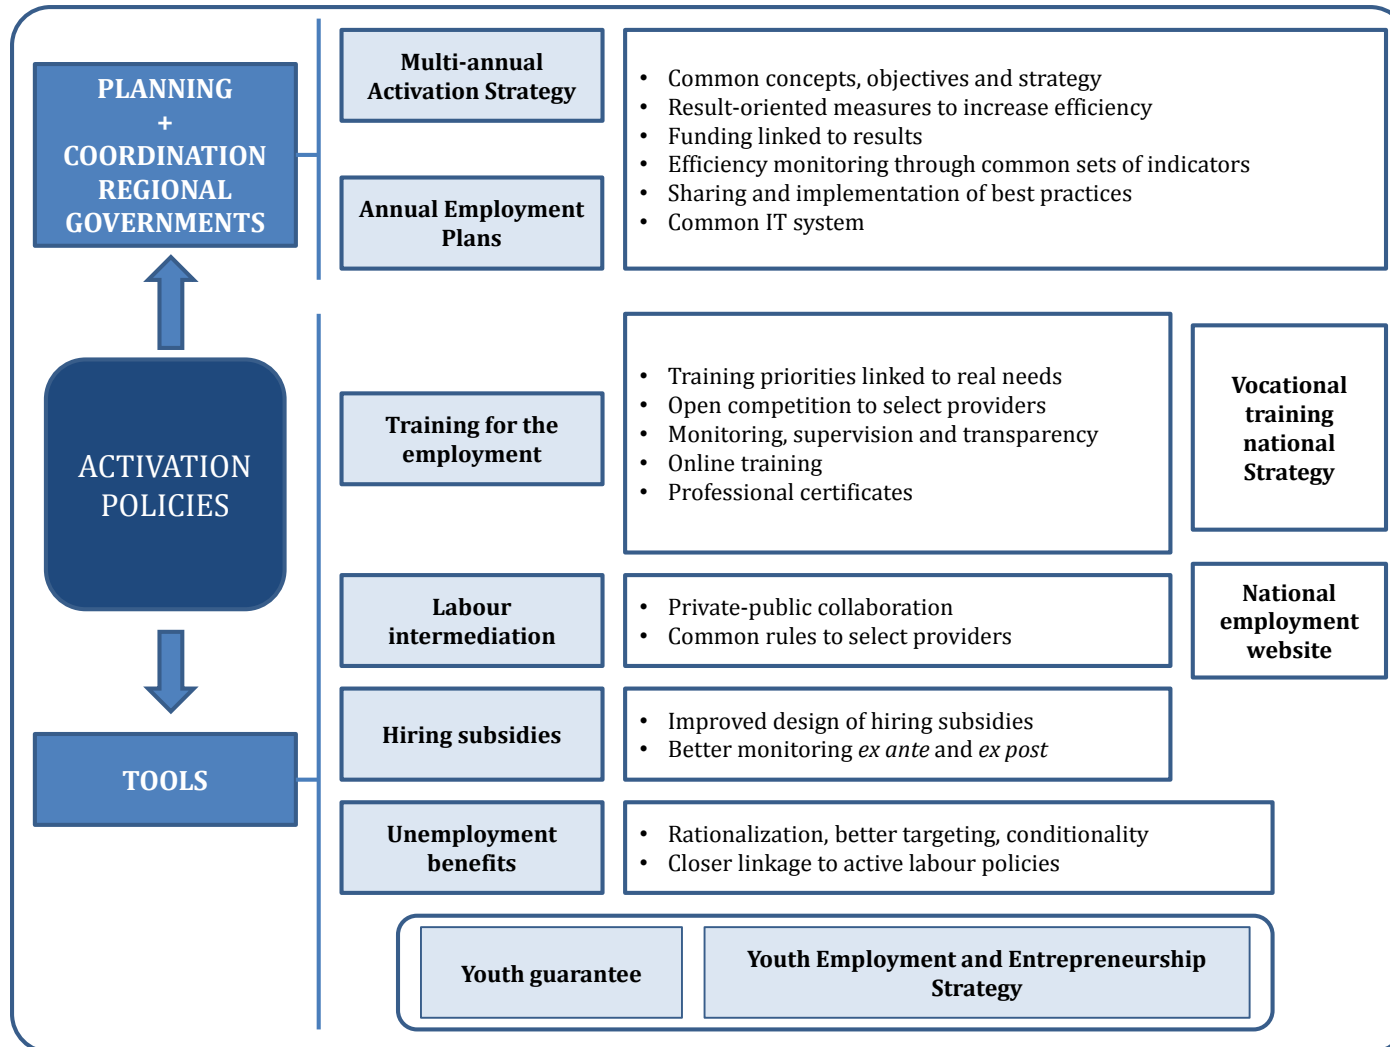 PLANNING
+
COORDINATION
REGIONAL
GOVERNMENTS
Multi-annual
Activation Strategy
Annual Employment
Plans
• Common concepts, objectives and strategy
• Result-oriented measures to increase efficiency
• Funding linked to results
• Efficiency monitoring through common sets of indicators
• Sharing and implementation of best practices
• Common IT system
ACTIVATION
POLICIES
TOOLS
Training for the
employment
• Training priorities linked to real needs
• Open competition to select providers
• Monitoring, supervision and transparency
• Online training
• Professional certificates
Vocational
training
national
Strategy
Labour
intermediation
• Private-public collaboration
• Common rules to select providers
National
employment
website
Hiring subsidies
• Improved design of hiring subsidies
• Better monitoring ex ante and ex post
Unemployment
benefits
• Rationalization, better targeting, conditionality
• Closer linkage to active labour policies
Youth guarantee
Youth Employment and Entrepreneurship
Strategy